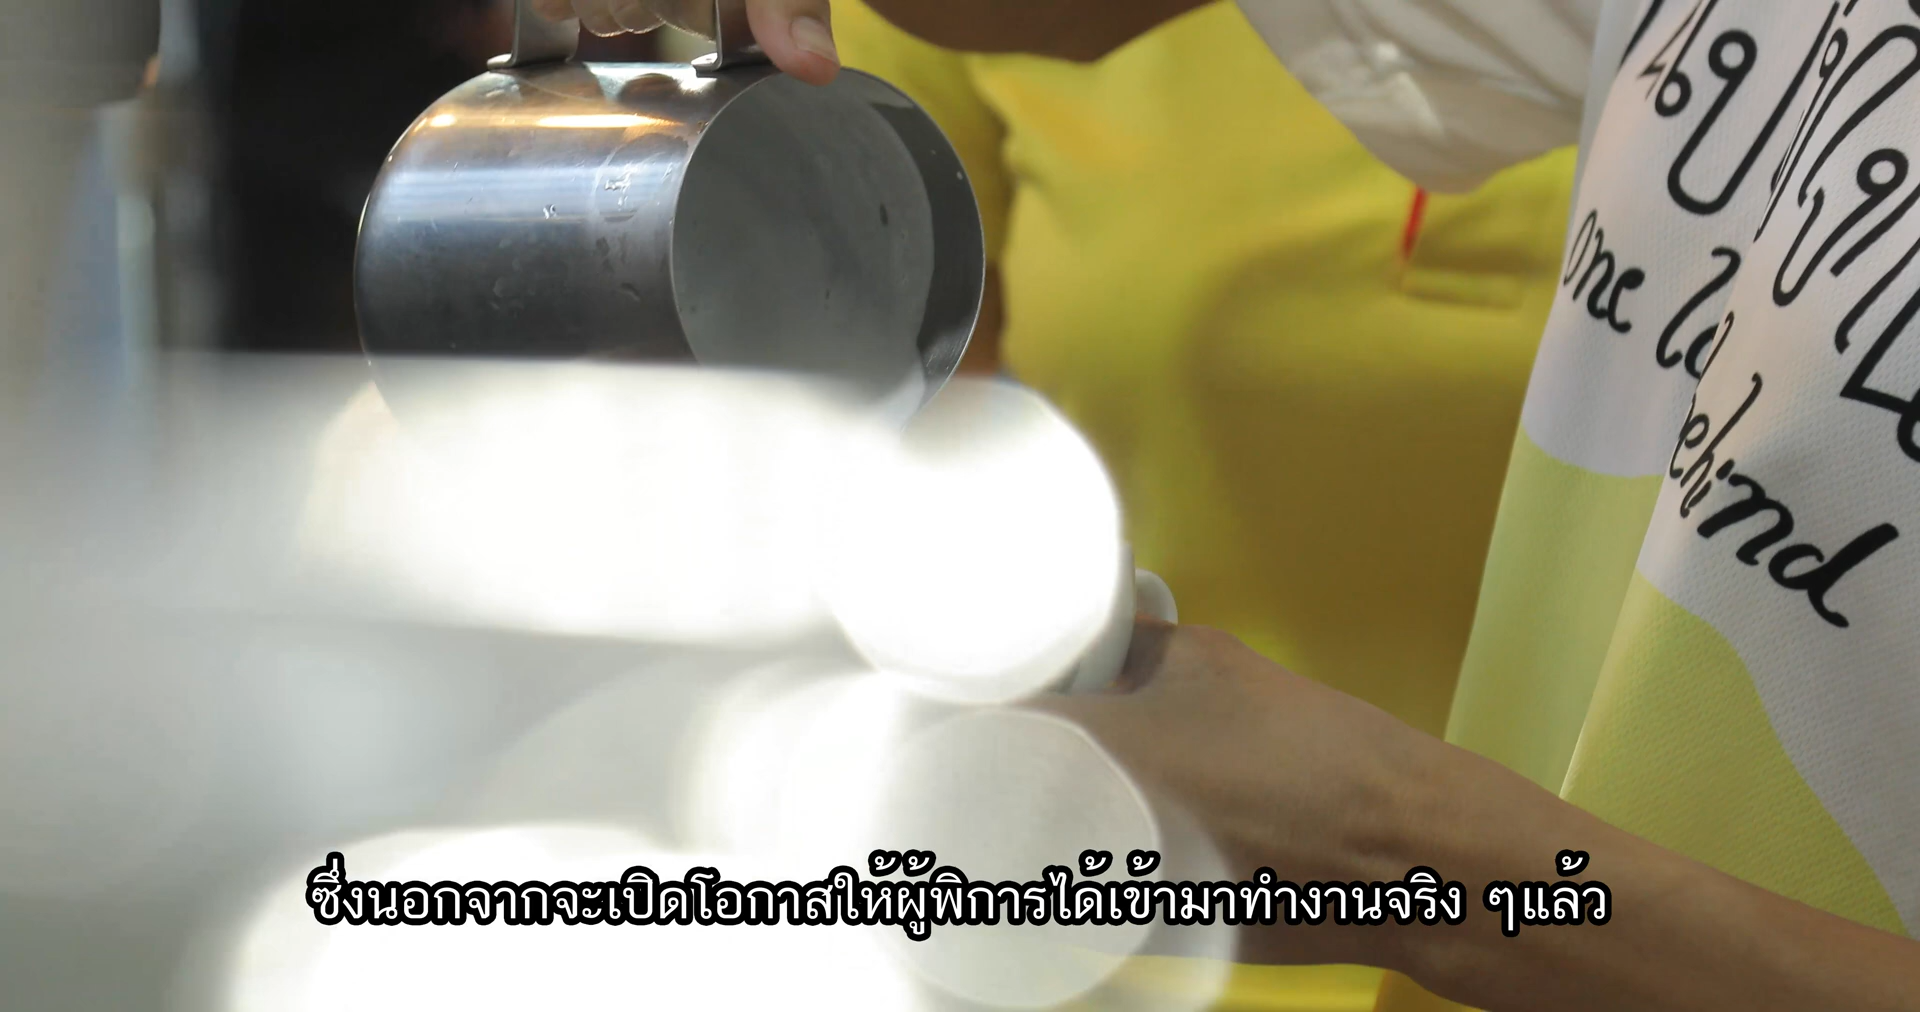 one
behind
ซึ่งนอกจากจะเปิดโอกาสให้ผู้พิการได้เข้ามาทำงานจริง ๆแล้ว